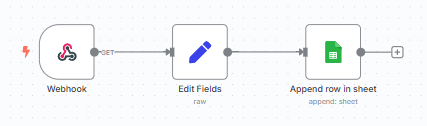 GET
Webhook
Edit Fields
raw
Append row in sheet
append: sheet